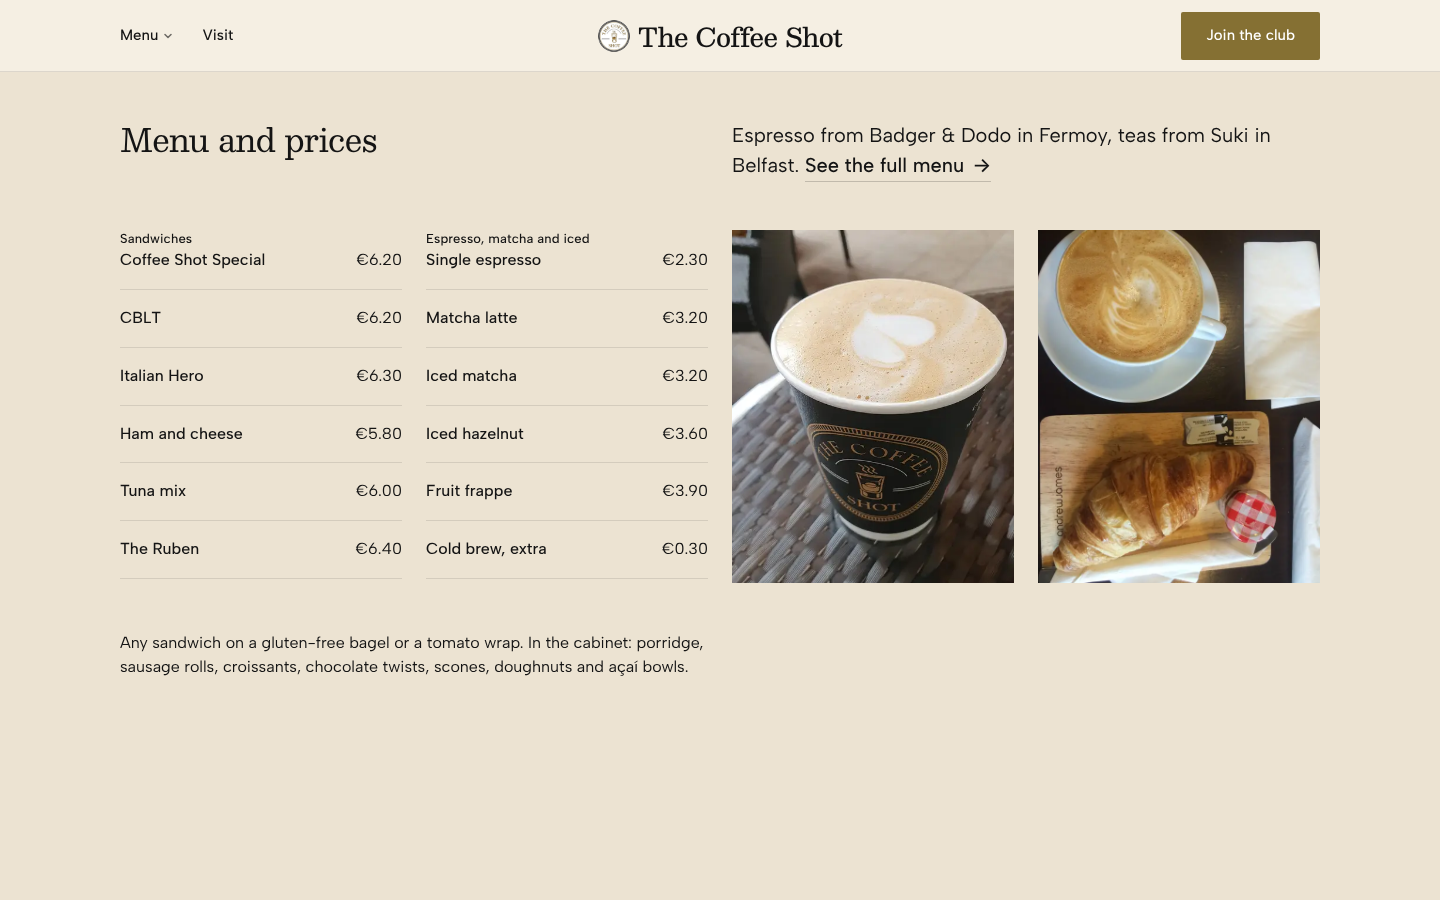 Menu
Visit
THE COFFEE
SHOT
The Coffee Shot
Join the club
Menu and prices
Espresso from Badger & Dodo in Fermoy, teas from Suki in
Belfast. See the full menu →
Sandwiches
Coffee Shot Special €6.20
CBLT €6.20
Italian Hero €6.30
Ham and cheese €5.80
Tuna mix €6.00
The Ruben €6.40
Espresso, matcha and iced
Single espresso €2.30
Matcha latte €3.20
Iced matcha €3.20
Iced hazelnut €3.60
Fruit frappe €3.90
Cold brew, extra €0.30
THE COFFEE
SHOT
andrew james
Any sandwich on a gluten-free bagel or a tomato wrap. In the cabinet: porridge,
sausage rolls, croissants, chocolate twists, scones, doughnuts and açaí bowls.